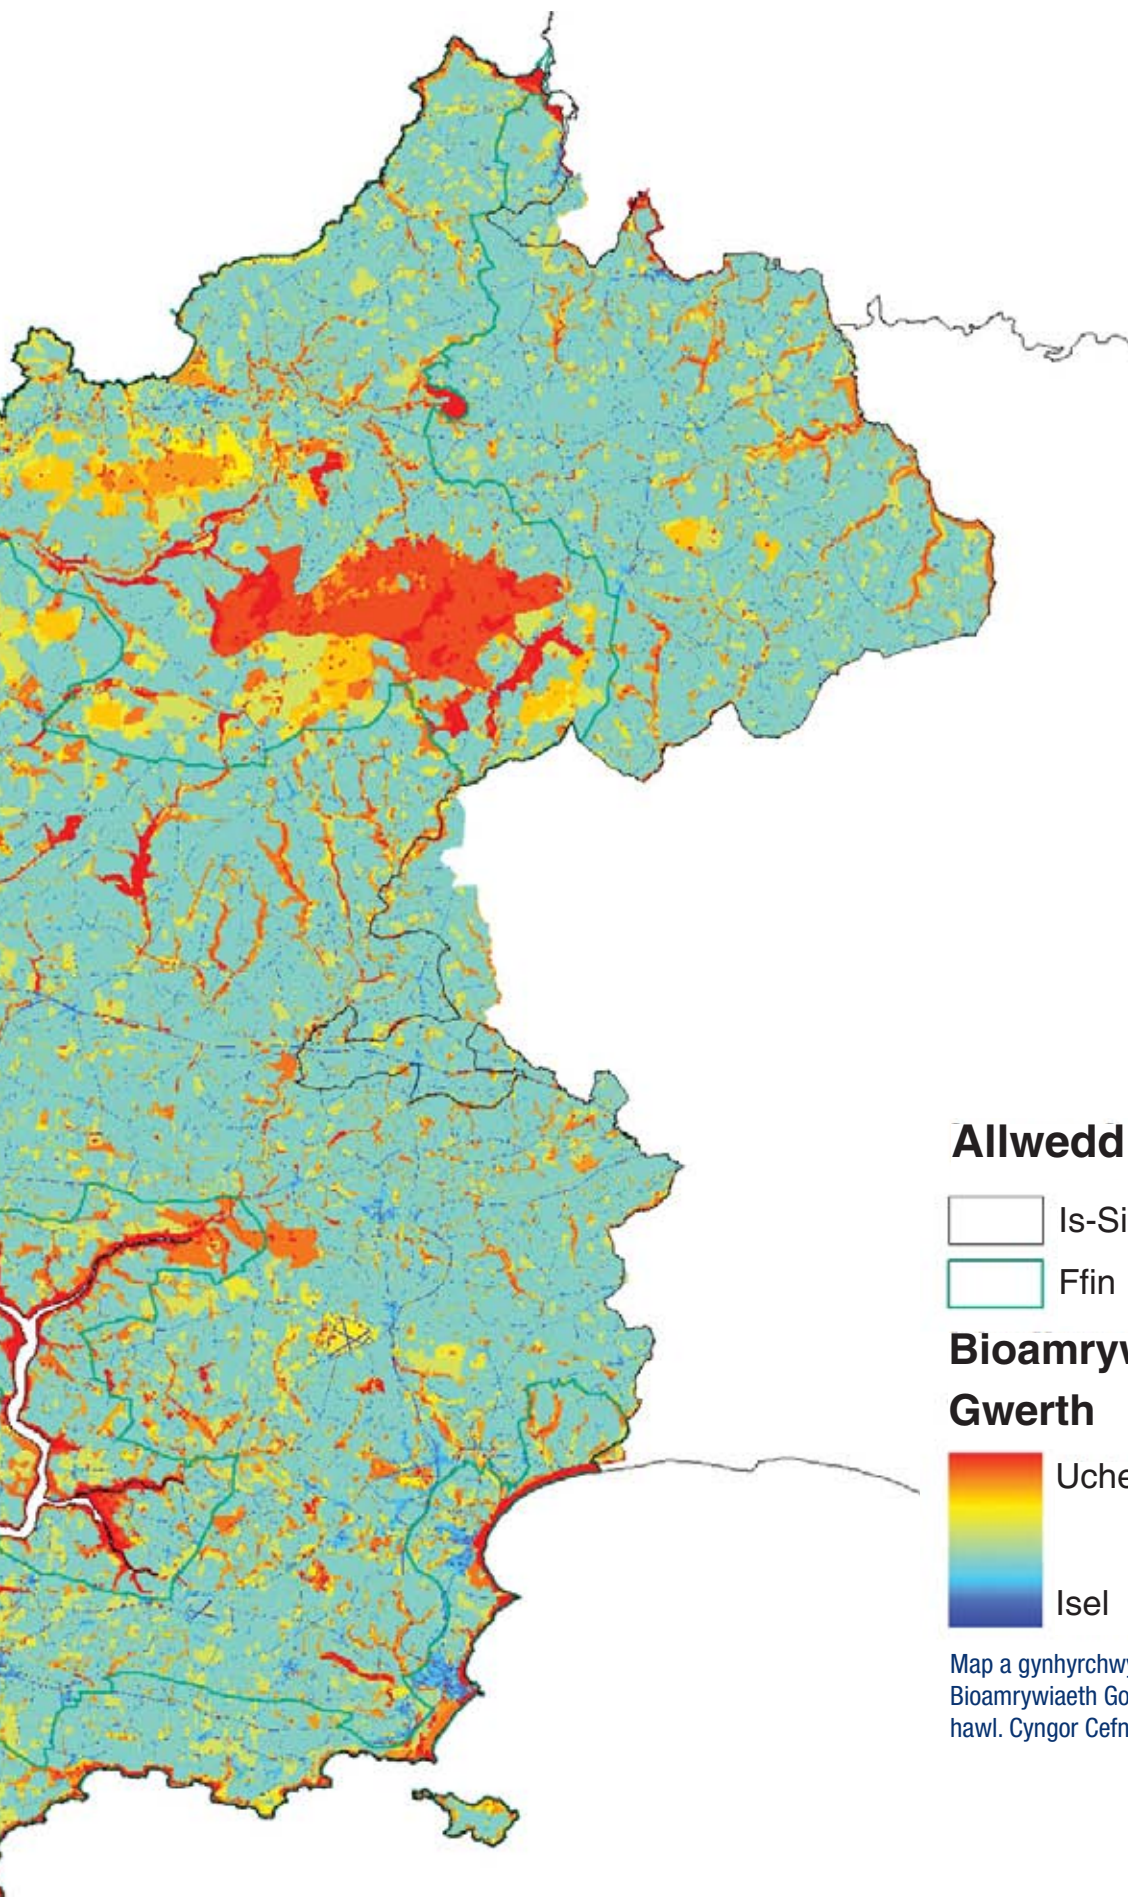 Allwedd
Is-Si
Ffin
Bioamryw
Gwerth
Uche
Isel
Map a gynhyrchwy
Bioamrywiaeth Go
hawl. Cyngor Cefn